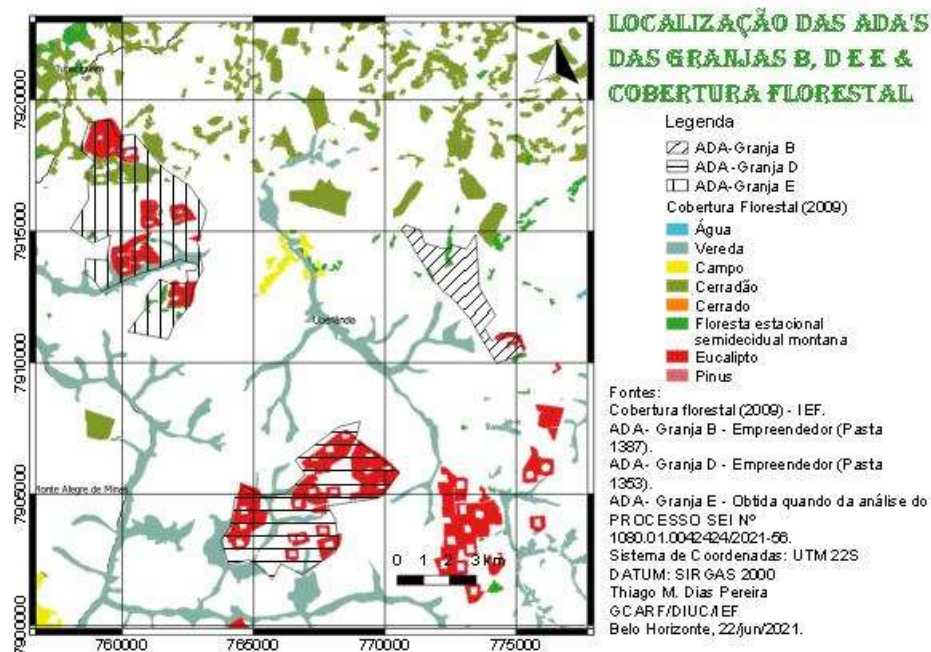 LOCALIZAÇÃO DAS ADA'S
DAS GRANJAS B, D E E &
COBERTURA FLORESTAL
Legenda
ADA-Granja B
ADA-Granja D
ADA-Granja E
Cobertura Florestal (2009)
Água
Vereda
Campo
Cerradão
Cerrado
Floresta estacional
semidecidual montana
Eucalipto
Pinus
Fontes:
Cobertura florestal (2009) - IEF.
ADA- Granja B - Empreendedor (Pasta
1387).
ADA- Granja D - Empreendedor (Pasta
1353).
ADA- Granja E - Obtida quando da análise do
PROCESSO SEI Nº
1080.01.0042424/2021-56.
Sistema de Coordenadas: UTM 22S
DATUM: SIRGAS 2000
Thiago M. Dias Pereira
GCARF/DIUC/IEF
Belo Horizonte, 22/jun/2021.
7920000
7915000
7910000
7905000
7900000
Uberlândia
Monte Alegre de Minas
0 1 2 3 km
760000 765000 770000 775000